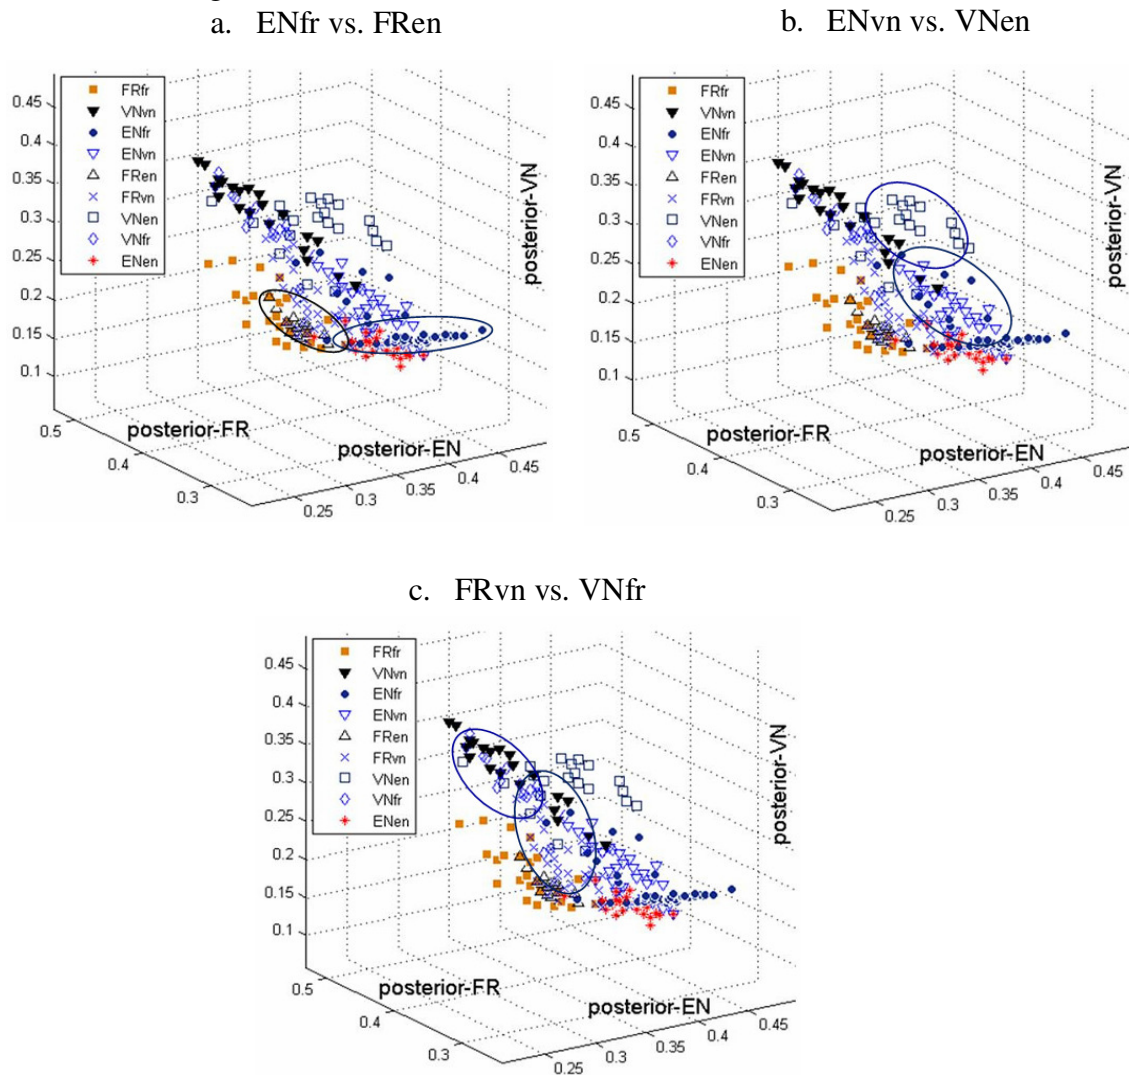 a. ENfr vs. FRen
b. ENvn vs. VNen
FRfr
VNvn
ENfr
ENvn
FRen
FRvn
VNen
VNfr
ENen
0.45
0.4
0.35
0.3
0.25
0.2
0.15
0.1
posterior-VN
0.5
0.4
0.3
posterior-FR
posterior-EN
0.25
0.3
0.35
0.4
0.45
FRfr
VNvn
ENfr
ENvn
FRen
FRvn
VNen
VNfr
ENen
0.45
0.4
0.35
0.3
0.25
0.2
0.15
0.1
posterior-VN
0.5
0.4
0.3
posterior-FR
posterior-EN
0.25
0.3
0.35
0.4
0.45
c. FRvn vs. VNfr
FRfr
VNvn
ENfr
ENvn
FRen
FRvn
VNen
VNfr
ENen
0.45
0.4
0.35
0.3
0.25
0.2
0.15
0.1
posterior-VN
0.5
0.4
0.3
posterior-FR
posterior-EN
0.25
0.3
0.35
0.4
0.45